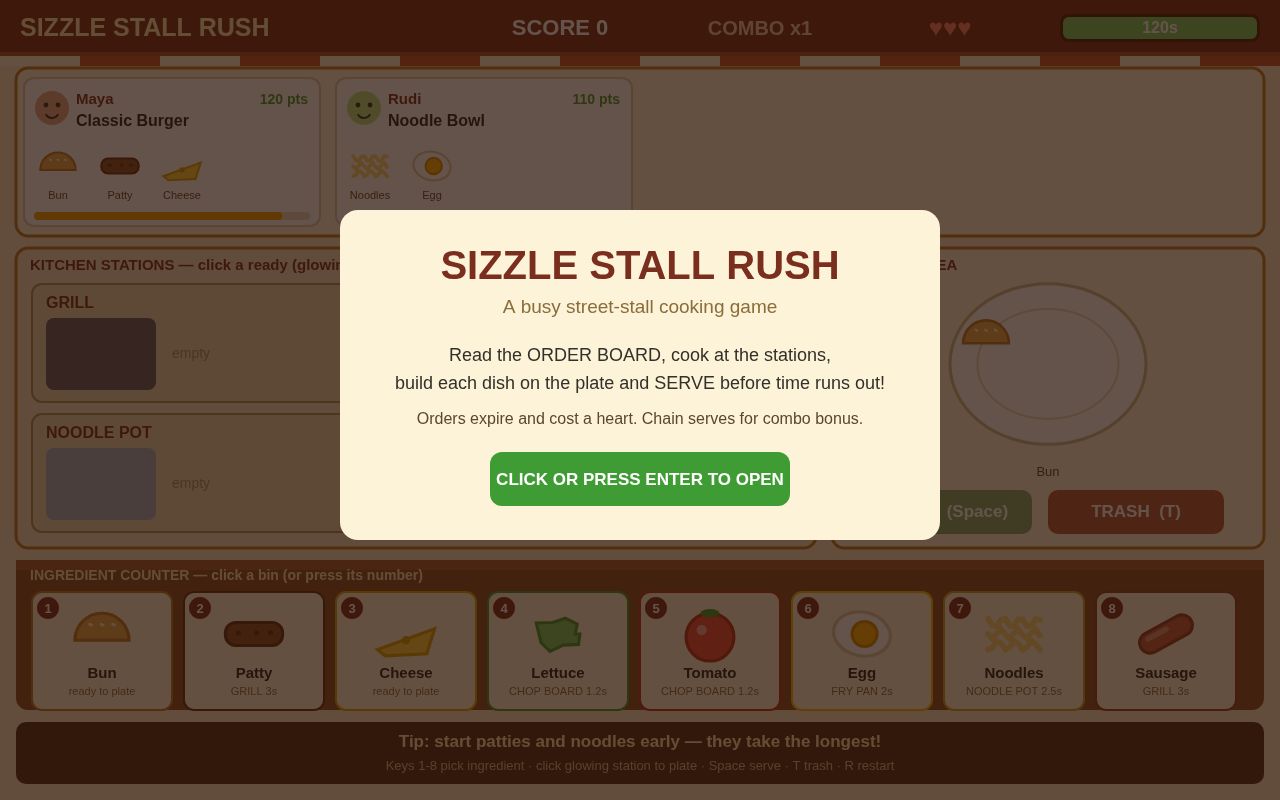 SIZZLE STALL RUSH
SCORE 0
COMBO x1
120s
Maya
120 pts
Classic Burger
Bun
Patty
Cheese
Rudi
110 pts
Noodle Bowl
Noodles
Egg
SIZZLE STALL RUSH
A busy street-stall cooking game
Read the ORDER BOARD, cook at the stations,
build each dish on the plate and SERVE before time runs out!
Orders expire and cost a heart. Chain serves for combo bonus.
CLICK OR PRESS ENTER TO OPEN
KITCHEN STATIONS — click a ready
GRILL
empty
NOODLE POT
empty
Bun
(Space)
TRASH (T)
INGREDIENT COUNTER — click a bin (or press its number)
1
Bun
ready to plate
2
Patty
GRILL 3s
3
Cheese
ready to plate
4
Lettuce
CHOP BOARD 1.2s
5
Tomato
CHOP BOARD 1.2s
6
Egg
FRY PAN 2s
7
Noodles
NOODLE POT 2.5s
8
Sausage
GRILL 3s
Tip: start patties and noodles early — they take the longest!
Keys 1-8 pick ingredient · click glowing station to plate · Space serve · T trash · R restart